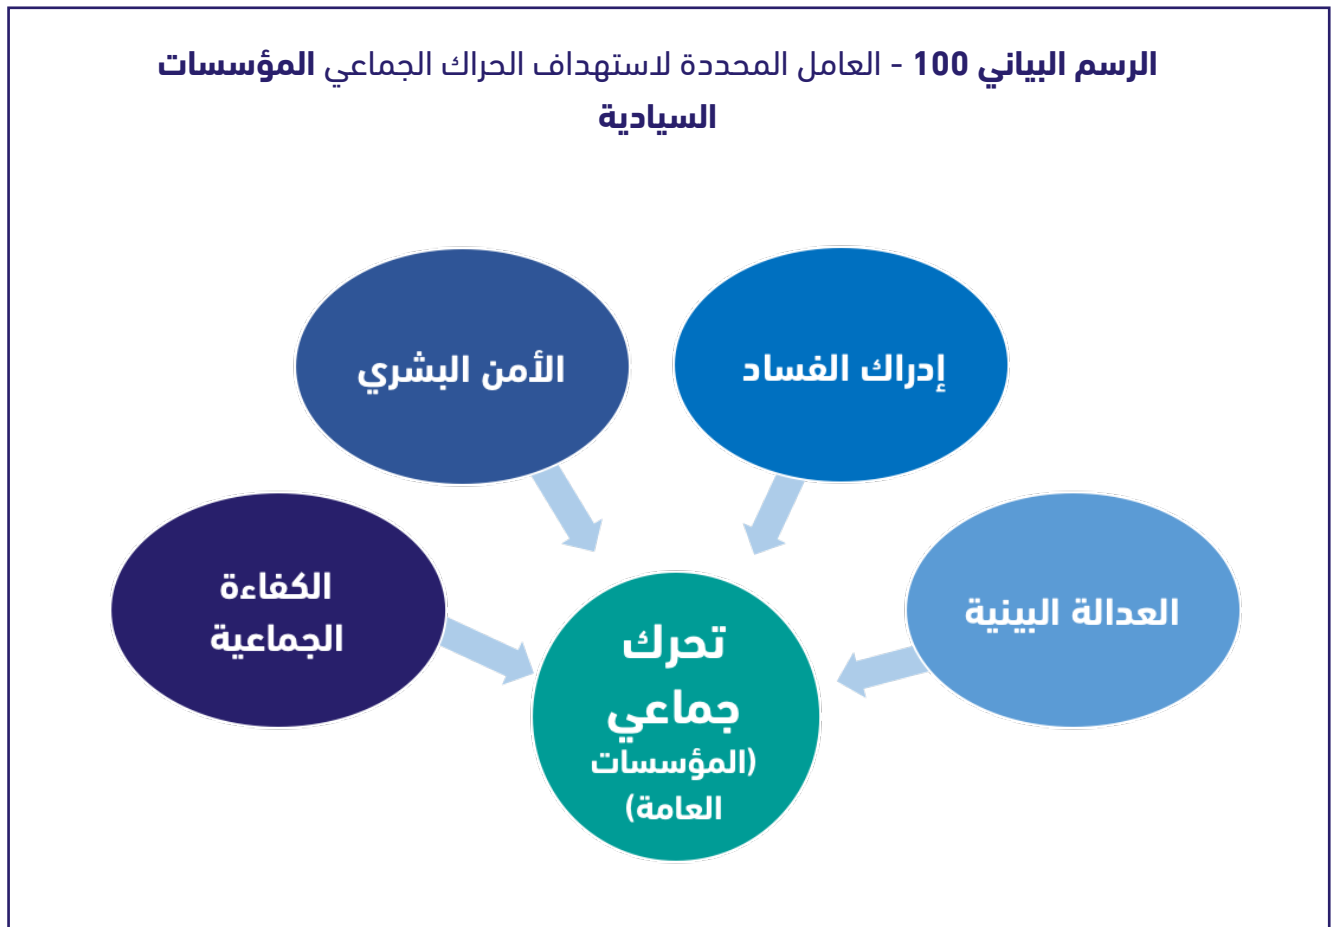 الرسم البياني 100 - العامل المحددة لاستهداف الحراك الجماعي المؤسسات
السيادية
إدراك الفساد
الأمن البشري
العدالة البينية
الكفاءة
الجماعية
تحرك
جماعي
(المؤسسات
العامة)